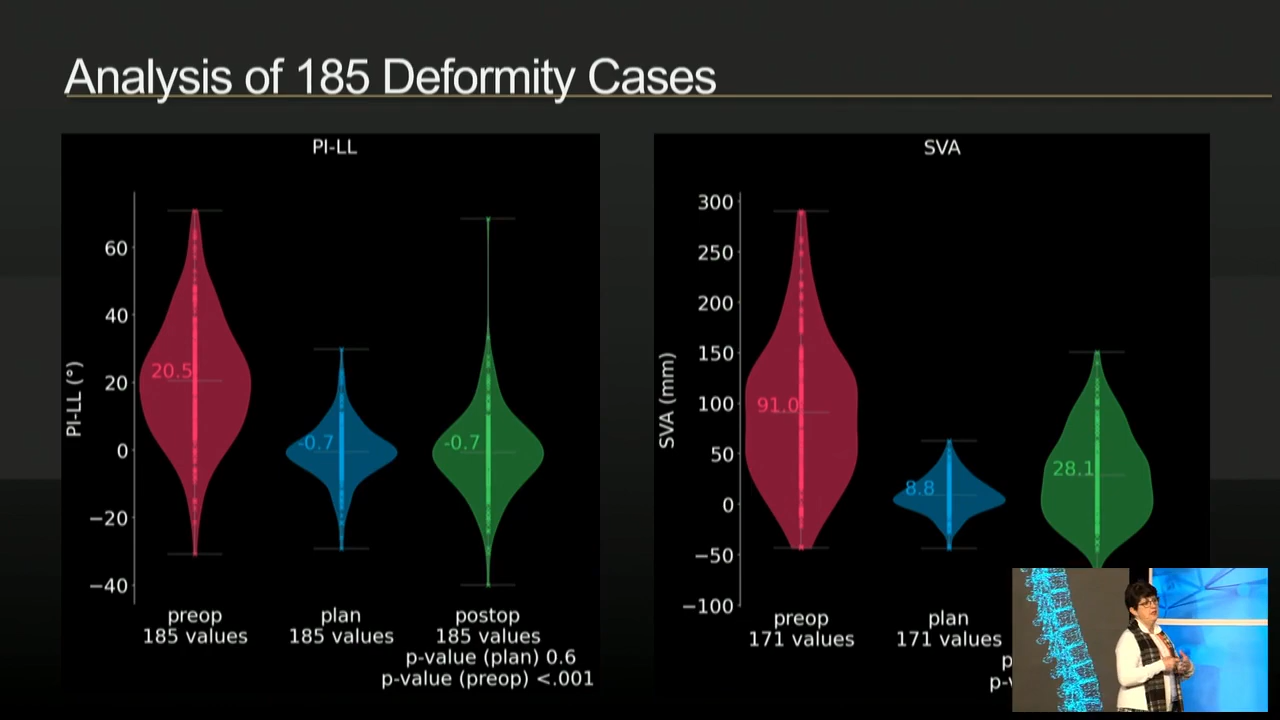 Analysis of 185 Deformity Cases
PI-LL
PI-LL (°)
60
40
20
0
−20
−40
20.5
-0.7
-0.7
preop
185 values
plan
185 values
postop
185 values
p-value (plan) 0.6
p-value (preop) <.001
SVA
SVA (mm)
300
250
200
150
100
50
0
−50
−100
91.0
8.8
28.1
preop
171 values
plan
171 values